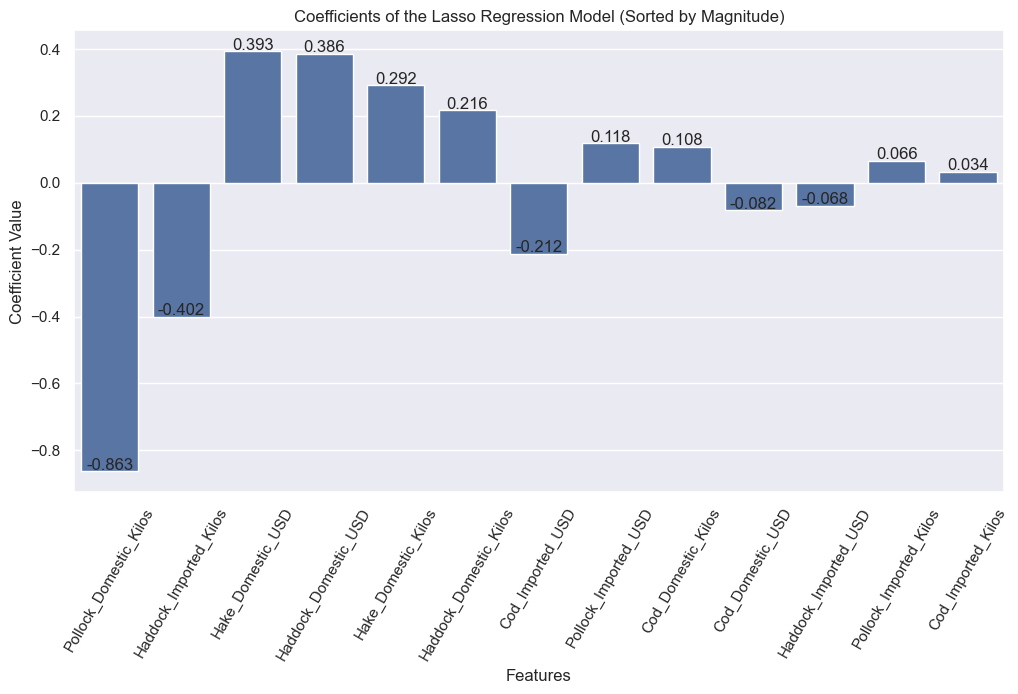 Coefficients of the Lasso Regression Model (Sorted by Magnitude)
Coefficient Value
0.4
0.2
0.0
−0.2
−0.4
−0.6
−0.8
-0.863
-0.402
0.393
0.386
0.292
0.216
-0.212
0.118
0.108
-0.082
-0.068
0.066
0.034
Pollock_Domestic_Kilos
Haddock_Imported_Kilos
Hake_Domestic_USD
Haddock_Domestic_USD
Hake_Domestic_Kilos
Haddock_Domestic_Kilos
Cod_Imported_USD
Pollock_Imported_USD
Cod_Domestic_Kilos
Cod_Domestic_USD
Haddock_Imported_USD
Pollock_Imported_Kilos
Cod_Imported_Kilos
Features